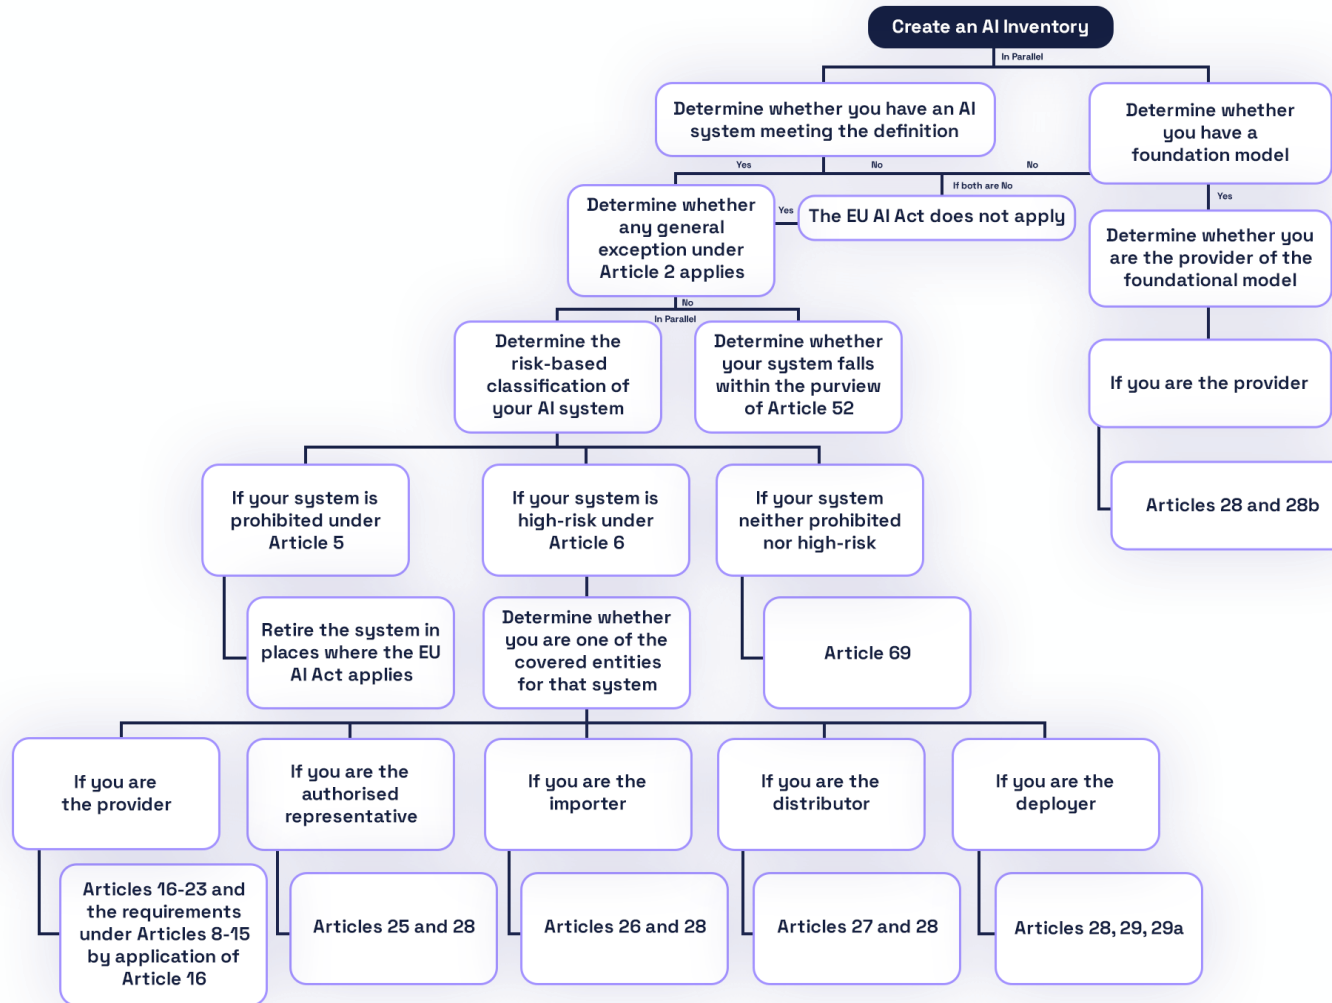 Create an AI Inventory
In Parallel
Determine whether you have an AI
system meeting the definition
Determine whether
you have a
foundation model
Yes
No
No
If both are No
Yes
Determine whether
any general
exception under
Article 2 applies
Yes
The EU AI Act does not apply
Determine whether you
are the provider of the
foundational model
No
In Parallel
Determine the
risk-based
classification of
your AI system
Determine whether
your system falls
within the purview
of Article 52
If you are the provider
Articles 28 and 28b
If your system is
prohibited under
Article 5
If your system is
high-risk under
Article 6
If your system
neither prohibited
nor high-risk
Retire the system in
places where the EU
AI Act applies
Determine whether
you are one of the
covered entities
for that system
Article 69
If you are
the provider
If you are the
authorised
representative
If you are the
importer
If you are the
distributor
If you are the
deployer
Articles 16-23 and
the requirements
under Articles 8-15
by application of
Article 16
Articles 25 and 28
Articles 26 and 28
Articles 27 and 28
Articles 28, 29, 29a